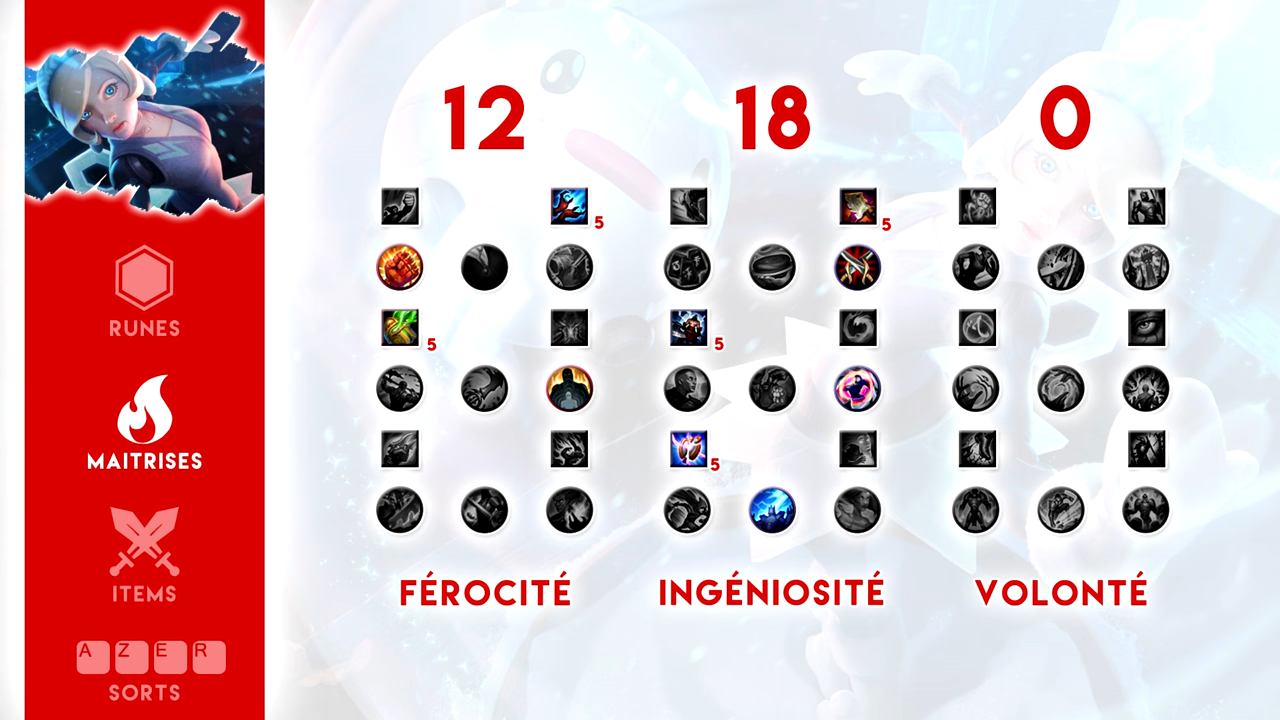 12
18
0
5
5
5
5
5
RUNES
MAITRISES
ITEMS
A Z E R
SORTS
FÉROCITÉ
INGÉNIOSITÉ
VOLONTÉ